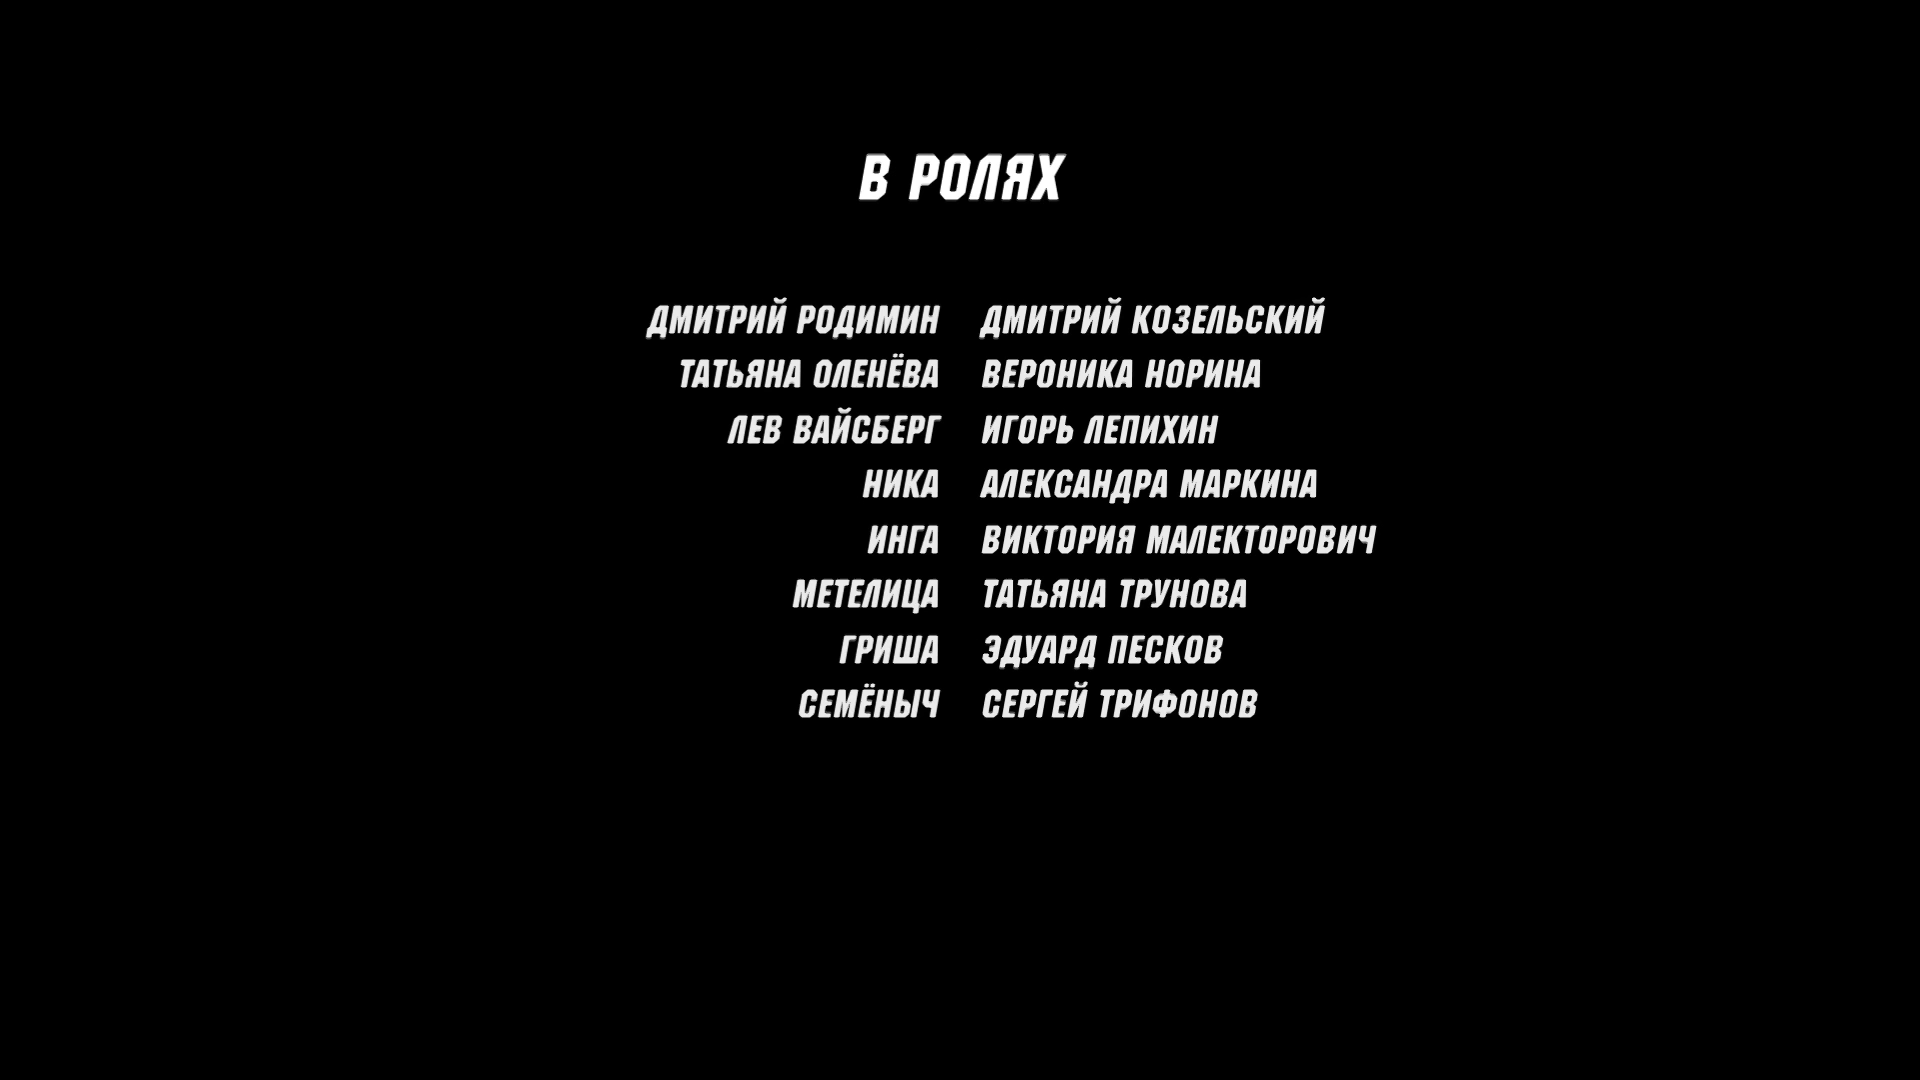 В РОЛЯХ
ДМИТРИЙ РОДИМИН ДМИТРИЙ КОЗЕЛЬСКИЙ
ТАТЬЯНА ОЛЕНЁВА ВЕРОНИКА НОРИНА
ЛЕВ ВАЙСБЕРГ ИГОРЬ ЛЕПИХИН
НИКА АЛЕКСАНДРА МАРКИНА
ИНГА ВИКТОРИЯ МАЛЕКТОРОВИЧ
МЕТЕЛИЦА ТАТЬЯНА ТРУНОВА
ГРИША ЭДУАРД ПЕСКОВ
СЕМЁНЫЧ СЕРГЕЙ ТРИФОНОВ